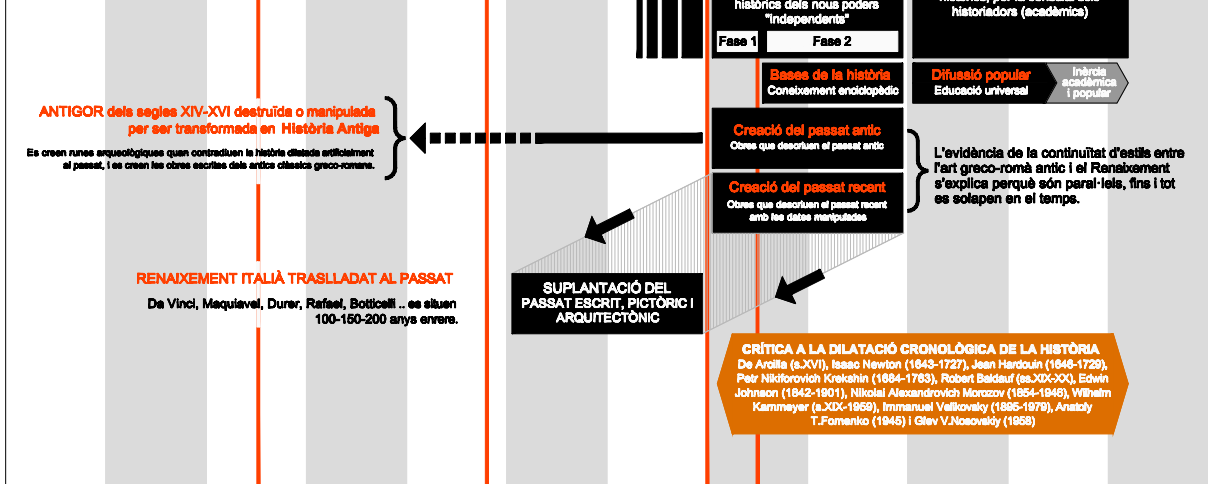 històrics dels nous poders
"independents"
historiadors (acadèmics)
Fase 1
Fase 2
Bases de la història
Coneixement enciclopèdic
Difussió popular
Educació universal
Inèrcia
acadèmica
i popular
ANTIGOR dels segles XIV-XVI destruïda o manipulada
per ser transformada en Història Antiga
Es creen runes arqueològiques quan contradiuen la història dilatada artificialment
al passat, i es creen les obres escrites dels antics clàssics greco-romans.
Creació del passat antic
Obres que descriuen el passat antic
Creació del passat recent
Obres que descriuen el passat recent
amb les dates manipulades
L'evidència de la continuïtat d'estils entre
l'art greco-romà antic i el Renaixement
s'explica perquè són paral·lels, fins i tot
es solapen en el temps.
RENAIXEMENT ITALIÀ TRASLLADAT AL PASSAT
Da Vinci, Maquiavel, Durer, Rafael, Botticelli .. es situen
100-150-200 anys enrere.
SUPLANTACIÓ DEL
PASSAT ESCRIT, PICTÒRIC I
ARQUITECTÒNIC
CRÍTICA A LA DILATACIÓ CRONOLÒGICA DE LA HISTÒRIA
De Arcilla (s.XVI), Isaac Newton (1643-1727), Jean Hardouin (1646-1729),
Petr Nikiforovich Krekshin (1684-1763), Robert Baldauf (ss.XIX-XX), Edwin
Johnson (1842-1901), Nikolai Alexandrovich Morozov (1854-1946), Wilhelm
Kammeyer (s.XIX-1959), Immanuel Velikovsky (1895-1979), Anatoly
T.Fomenko (1945) i Glev V.Nosovskiy (1958)